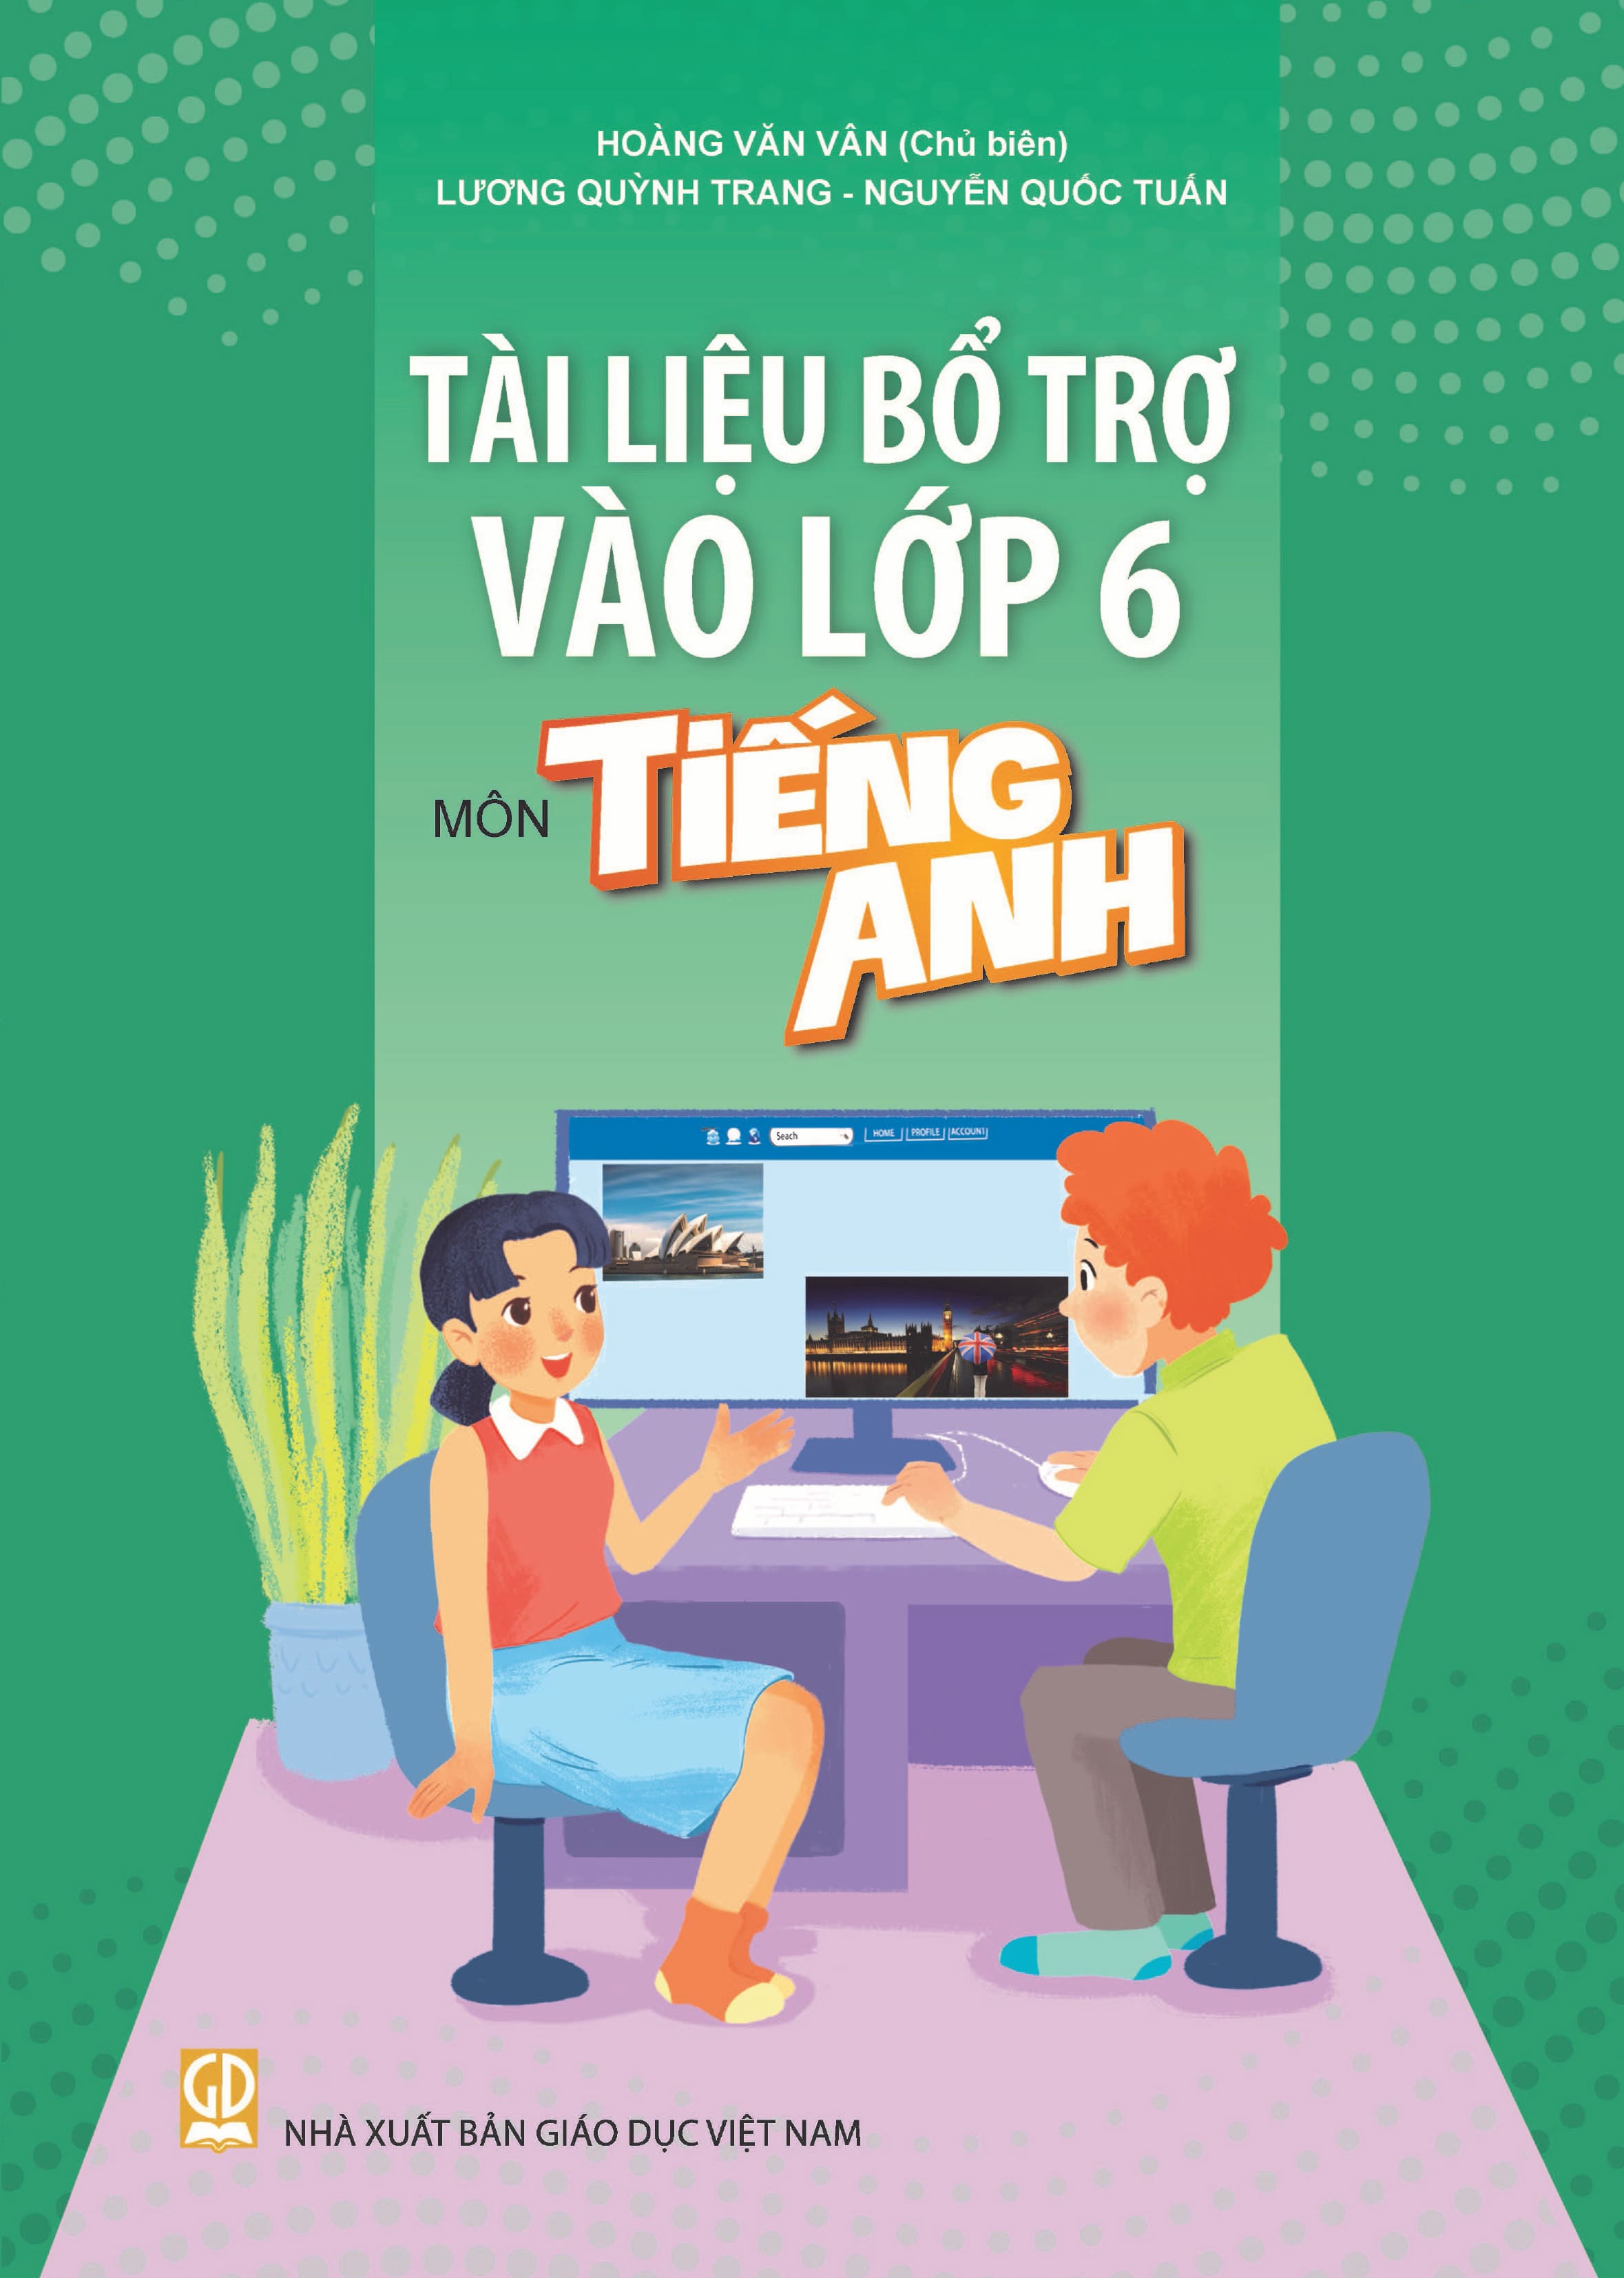 HOÀNG VĂN VÂN (Chủ biên)
LƯƠNG QUỲNH TRANG - NGUYỄN QUỐC TUẤN
TÀI LIỆU BỔ TRỢ
VÀO LỚP 6
MÔN TIẾNG
ANH
Seach HOME PROFILE ACCOUNT
GD
NHÀ XUẤT BẢN GIÁO DỤC VIỆT NAM